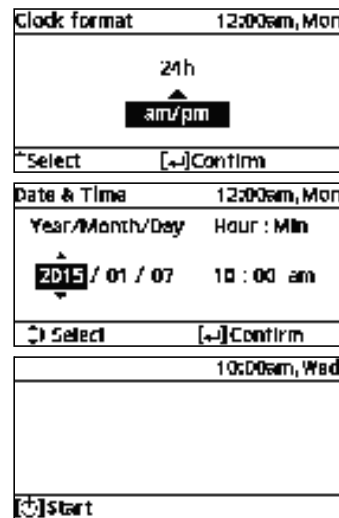 Clock format 12:00am, Mon
24h
am/pm
Select [↵]Confirm
Date & Time 12:00am, Mon
Year/Month/Day Hour : Min
2015 / 01 / 07 10 : 00 am
Select [↵]Confirm
10:00am, Wed
[⏻]Start